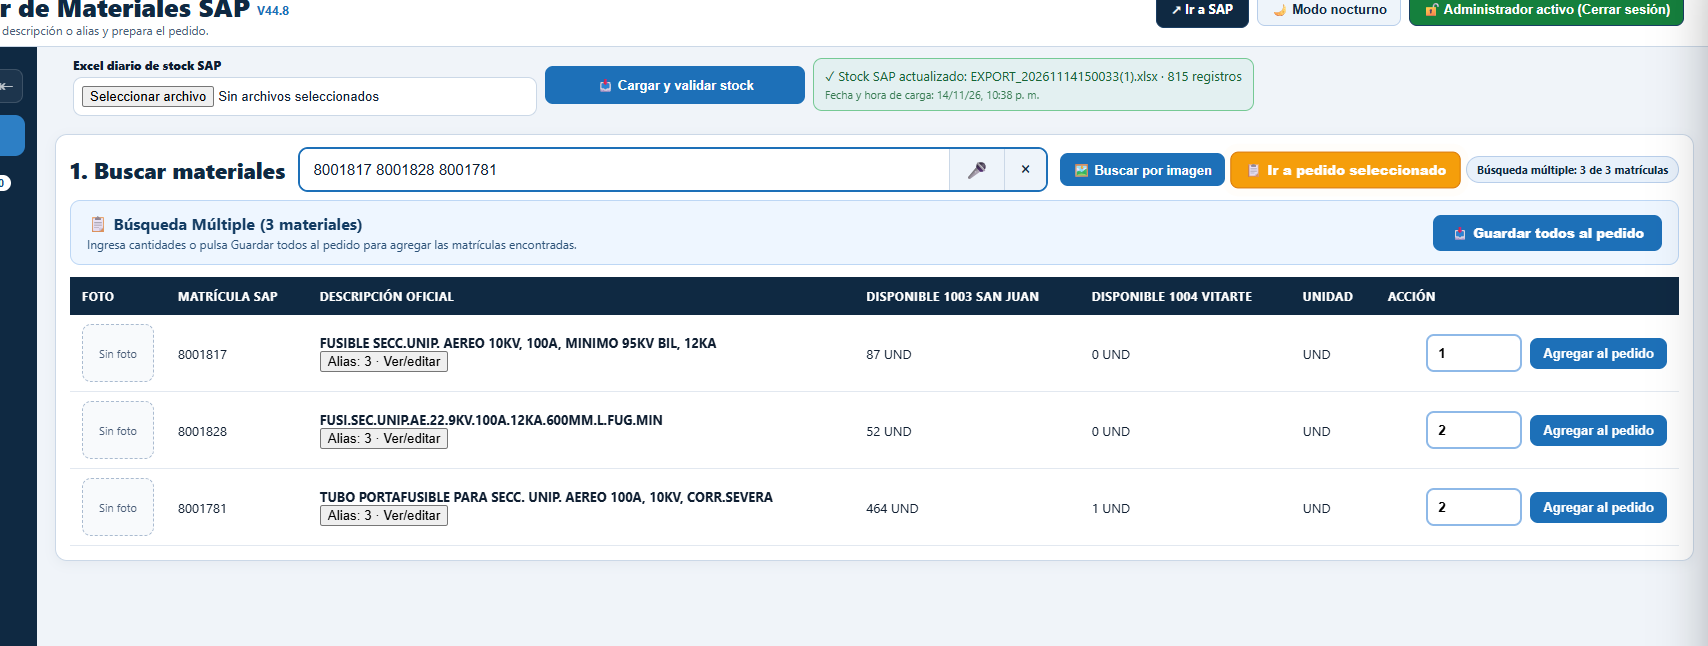 r de Materiales SAP V44.8
descripción o alias y prepara el pedido.
↗ Ir a SAP
Modo nocturno
Administrador activo (Cerrar sesión)
Excel diario de stock SAP
Seleccionar archivo Sin archivos seleccionados
Cargar y validar stock
✓ Stock SAP actualizado: EXPORT_20261114150033(1).xlsx · 815 registros
Fecha y hora de carga: 14/11/26, 10:38 p. m.
1. Buscar materiales
8001817 8001828 8001781
×
Buscar por imagen
Ir a pedido seleccionado
Búsqueda múltiple: 3 de 3 matrículas
Búsqueda Múltiple (3 materiales)
Ingresa cantidades o pulsa Guardar todos al pedido para agregar las matrículas encontradas.
Guardar todos al pedido
FOTO MATRÍCULA SAP DESCRIPCIÓN OFICIAL DISPONIBLE 1003 SAN JUAN DISPONIBLE 1004 VITARTE UNIDAD ACCIÓN
Sin foto 8001817 FUSIBLE SECC.UNIP. AEREO 10KV, 100A, MINIMO 95KV BIL, 12KA 87 UND 0 UND UND 1 Agregar al pedido
Alias: 3 · Ver/editar
Sin foto 8001828 FUSI.SEC.UNIP.AE.22.9KV.100A.12KA.600MM.L.FUG.MIN 52 UND 0 UND UND 2 Agregar al pedido
Alias: 3 · Ver/editar
Sin foto 8001781 TUBO PORTAFUSIBLE PARA SECC. UNIP. AEREO 100A, 10KV, CORR.SEVERA 464 UND 1 UND UND 2 Agregar al pedido
Alias: 3 · Ver/editar